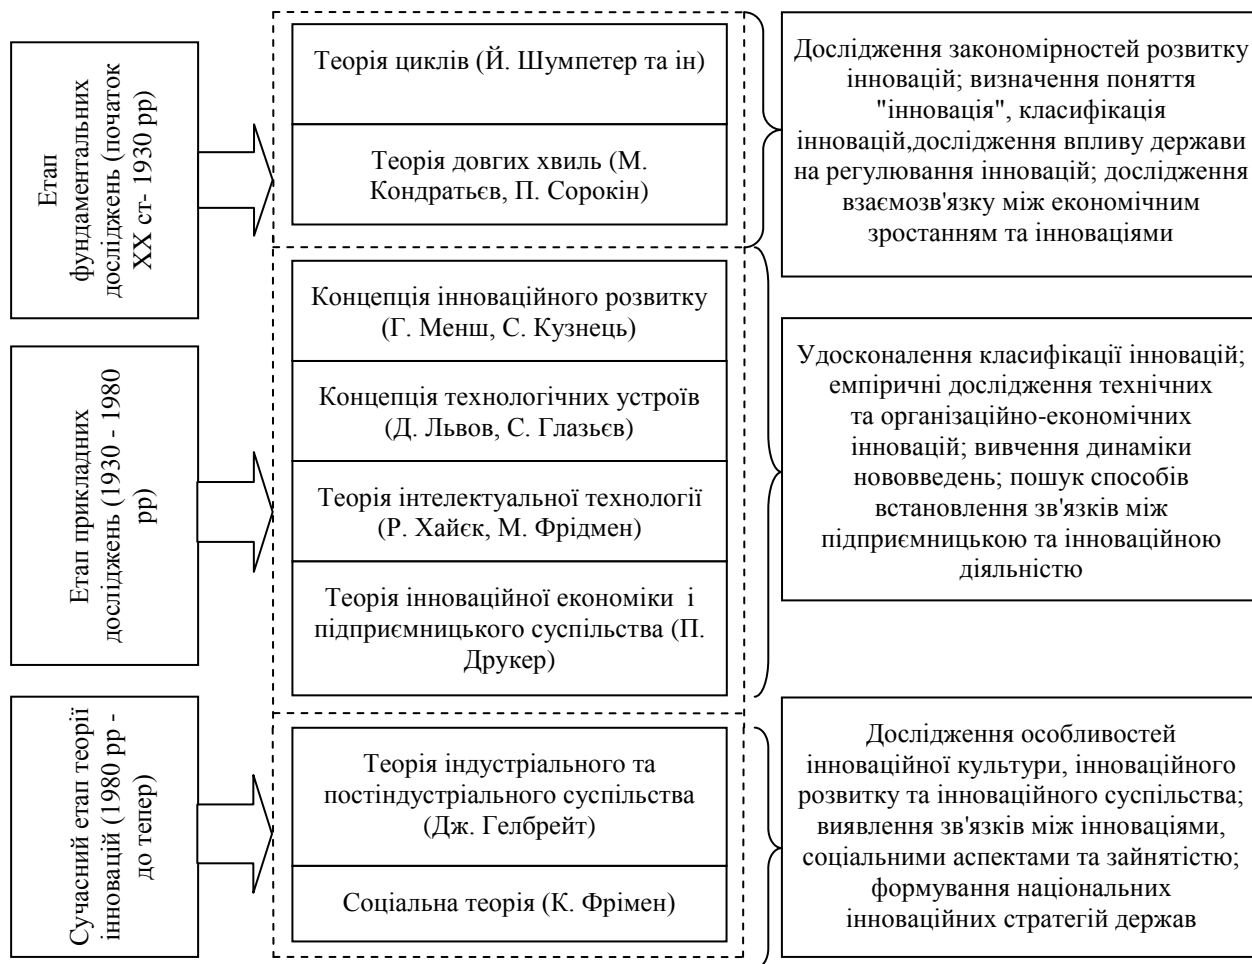 Етап
фундаментальних
досліджень (початок
ХХ ст- 1930 рр)
Теорія циклів (Й. Шумпетер та ін)
Теорія довгих хвиль (М.
Кондратьєв, П. Сорокін)
Дослідження закономірностей розвитку
інновацій; визначення поняття
"інновація", класифікація
інновацій,дослідження впливу держави
на регулювання інновацій; дослідження
взаємозв'язку між економічним
зростанням та інноваціями
Етап прикладних
досліджень (1930 - 1980
рр)
Концепція інноваційного розвитку
(Г. Менш, С. Кузнець)
Концепція технологічних устроїв
(Д. Львов, С. Глазьєв)
Теорія інтелектуальної технології
(Р. Хайєк, М. Фрідмен)
Теорія інноваційної економіки і
підприємницького суспільства (П.
Друкер)
Удосконалення класифікації інновацій;
емпіричні дослідження технічних
та організаційно-економічних
інновацій; вивчення динаміки
нововведень; пошук способів
встановлення зв'язків між
підприємницькою та інноваційною
діяльністю
Сучасний етап теорії
інновацій (1980 рр -
до тепер)
Теорія індустріального та
постіндустріального суспільства
(Дж. Гелбрейт)
Соціальна теорія (К. Фрімен)
Дослідження особливостей
інноваційної культури, інноваційного
розвитку та інноваційного суспільства;
виявлення зв'язків між інноваціями,
соціальними аспектами та зайнятістю;
формування національних
інноваційних стратегій держав